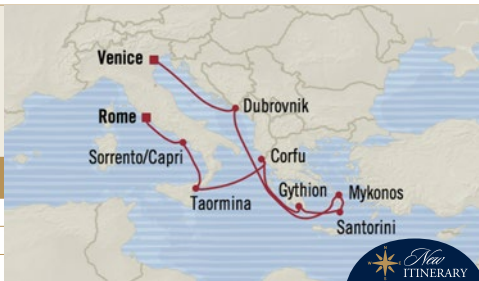 Venice
Dubrovnik
Rome
Sorrento/Capri
Corfu
Gythion
Mykonos
Taormina
Santorini
New
ITINERARY